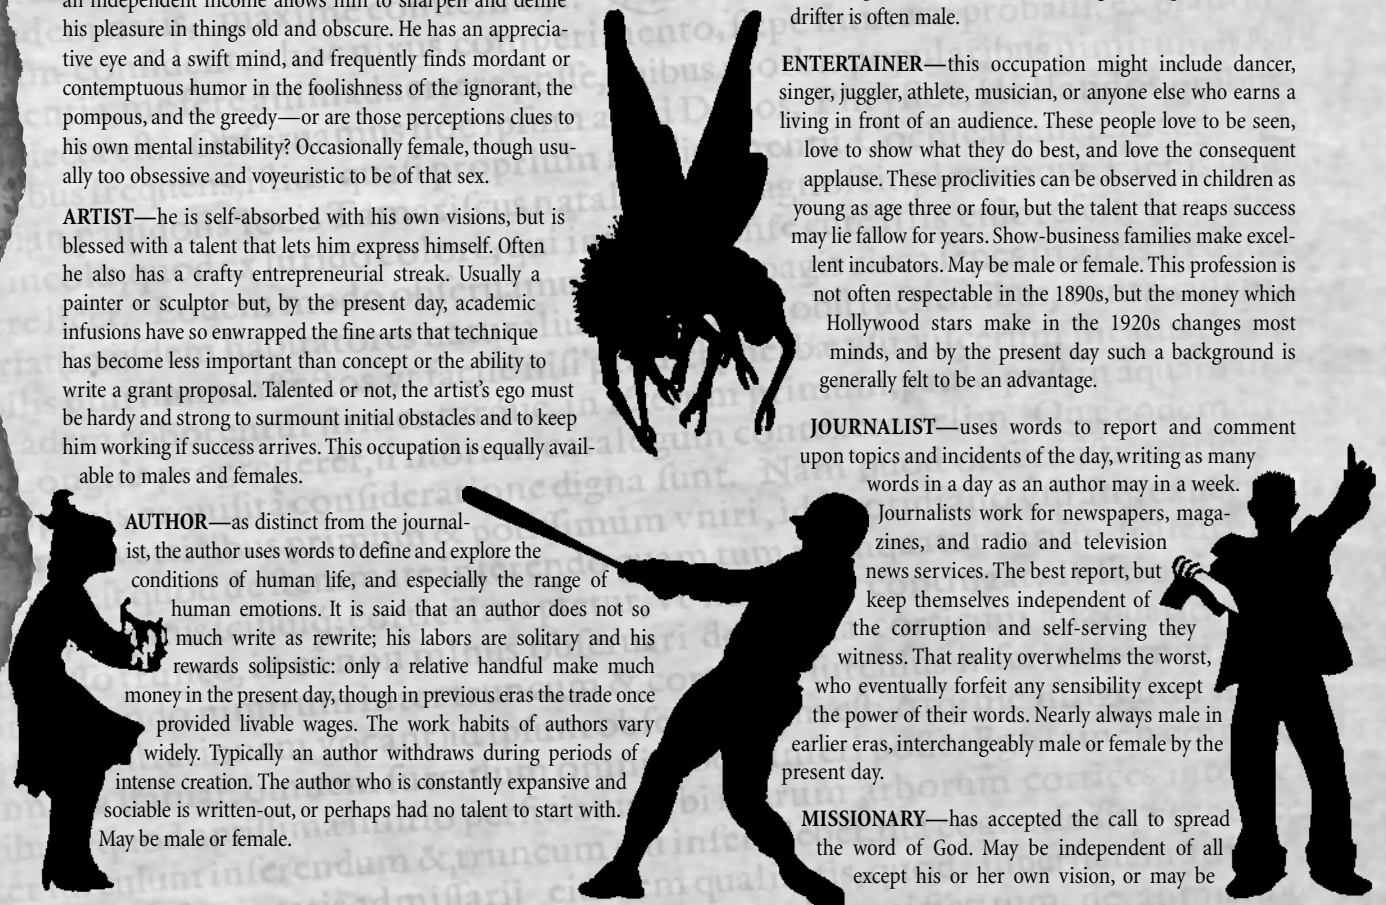 an independent income allows him to sharpen and define
his pleasure in things old and obscure. He has an apprecia-
tive eye and a swift mind, and frequently finds mordant or
contemptuous humor in the foolishness of the ignorant, the
pompous, and the greedy—or are those perceptions clues to
his own mental instability? Occasionally female, though usu-
ally too obsessive and voyeuristic to be of that sex.
ARTIST—he is self-absorbed with his own visions, but is
blessed with a talent that lets him express himself. Often
he also has a crafty entrepreneurial streak. Usually a
painter or sculptor but, by the present day, academic
infusions have so enwrapped the fine arts that technique
has become less important than concept or the ability to
write a grant proposal. Talented or not, the artist's ego must
be hardy and strong to surmount initial obstacles and to keep
him working if success arrives. This occupation is equally avail-
able to males and females.
AUTHOR—as distinct from the journal-
ist, the author uses words to define and explore the
conditions of human life, and especially the range of
human emotions. It is said that an author does not so
much write as rewrite; his labors are solitary and his
rewards solipsistic: only a relative handful make much
money in the present day, though in previous eras the trade once
provided livable wages. The work habits of authors vary
widely. Typically an author withdraws during periods of
intense creation. The author who is constantly expansive and
sociable is written-out, or perhaps had no talent to start with.
May be male or female.
drifter is often male.
ENTERTAINER—this occupation might include dancer,
singer, juggler, athlete, musician, or anyone else who earns a
living in front of an audience. These people love to be seen,
love to show what they do best, and love the consequent
applause. These proclivities can be observed in children as
young as age three or four, but the talent that reaps success
may lie fallow for years. Show-business families make excel-
lent incubators. May be male or female. This profession is
not often respectable in the 1890s, but the money which
Hollywood stars make in the 1920s changes most
minds, and by the present day such a background is
generally felt to be an advantage.
JOURNALIST—uses words to report and comment
upon topics and incidents of the day, writing as many
words in a day as an author may in a week.
Journalists work for newspapers, maga-
zines, and radio and television
news services. The best report, but
keep themselves independent of
the corruption and self-serving they
witness. That reality overwhelms the worst,
who eventually forfeit any sensibility except
the power of their words. Nearly always male in
earlier eras, interchangeably male or female by the
present day.
MISSIONARY—has accepted the call to spread
the word of God. May be independent of all
except his or her own vision, or may be